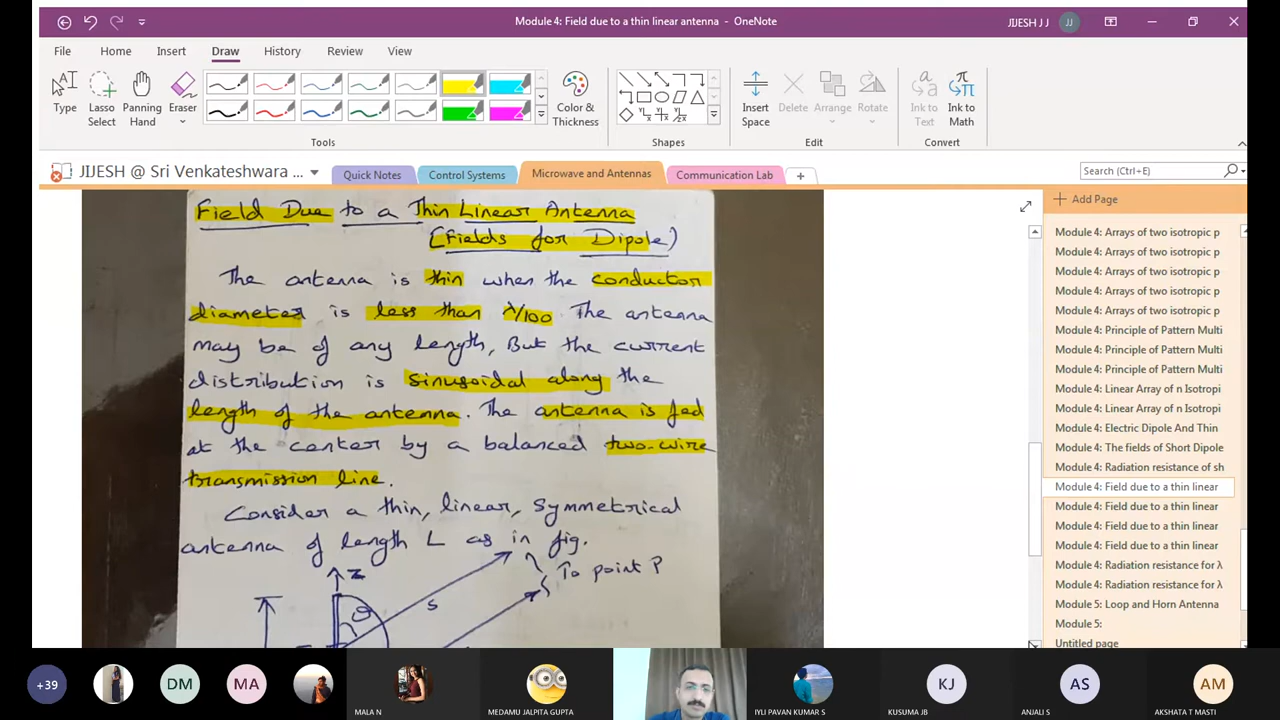 Module 4: Field due to a thin linear antenna - OneNote
JIJESH J J
JJ
File Home Insert Draw History Review View
Type
Lasso Select
Panning Hand
Eraser
Color & Thickness
Insert Space
Delete
Arrange
Rotate
Ink to Text
Ink to Math
Tools
Shapes
Edit
Convert
JIJESH @ Sri Venkateshwara ...
Quick Notes
Control Systems
Microwave and Antennas
Communication Lab
Search (Ctrl+E)
Field Due to a Thin Linear Antenna
(Fields for Dipole)
The antenna is thin when the conductor
diameter is less than λ/100 The antenna
may be of any length, But the current
distribution is sinusoidal along the
length of the antenna. The antenna is fed
at the center by a balanced two-wire
transmission line.
Consider a thin, linear, symmetrical
antenna of length L as in fig.
Z
θ
s
To point P
Add Page
Module 4: Arrays of two isotropic p
Module 4: Arrays of two isotropic p
Module 4: Arrays of two isotropic p
Module 4: Arrays of two isotropic p
Module 4: Arrays of two isotropic p
Module 4: Principle of Pattern Multi
Module 4: Principle of Pattern Multi
Module 4: Principle of Pattern Multi
Module 4: Linear Array of n Isotropi
Module 4: Linear Array of n Isotropi
Module 4: Electric Dipole And Thin
Module 4: The fields of Short Dipole
Module 4: Radiation resistance of sh
Module 4: Field due to a thin linear
Module 4: Field due to a thin linear
Module 4: Field due to a thin linear
Module 4: Field due to a thin linear
Module 4: Radiation resistance for λ
Module 4: Radiation resistance for λ
Module 5: Loop and Horn Antenna
Module 5:
Untitled page
+39
DM
MA
MALA N
MEDAMU JALPITA GUPTA
IYLI PAVAN KUMAR S
KJ
KUSUMA JB
AS
ANJALI S
AM
AKSHATA T MASTI